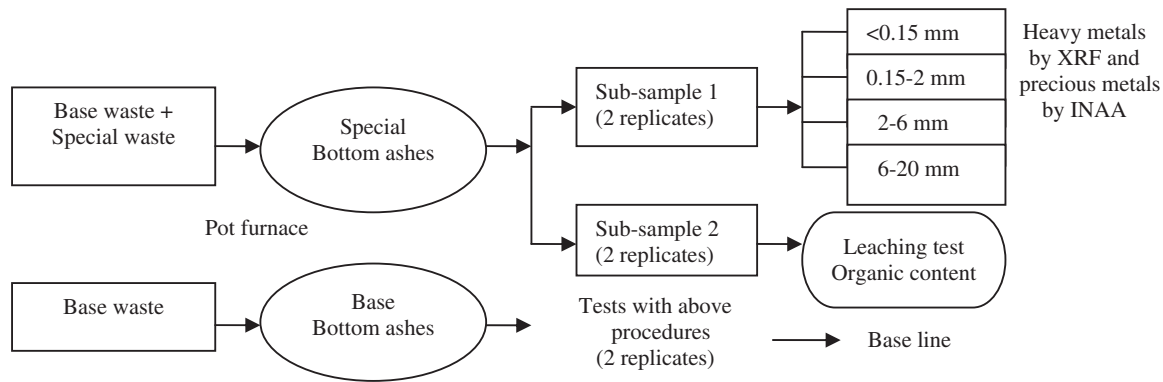 Base waste +
Special waste
Special
Bottom ashes
Sub-sample 1
(2 replicates)
<0.15 mm
0.15-2 mm
2-6 mm
6-20 mm
Heavy metals
by XRF and
precious metals
by INAA
Pot furnace
Sub-sample 2
(2 replicates)
Leaching test
Organic content
Base waste
Base
Bottom ashes
Tests with above
procedures
(2 replicates)
Base line